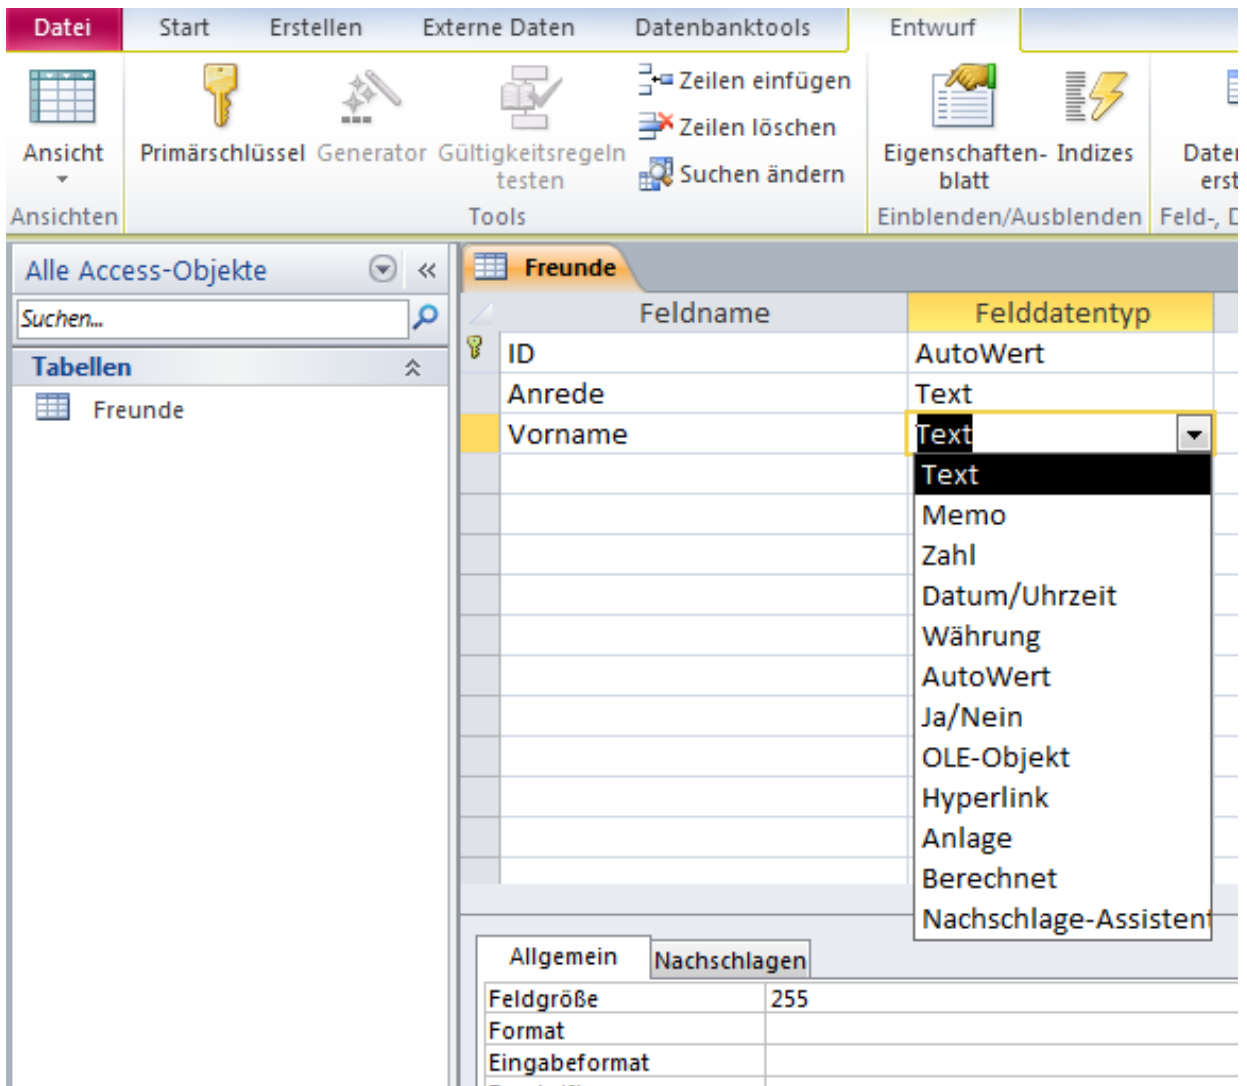 Datei Start Erstellen Externe Daten Datenbanktools Entwurf
Zeilen einfügen
Zeilen löschen
Suchen ändern
Ansicht Primärschlüssel Generator Gültigkeitsregeln testen
Eigenschaften- blatt Indizes
Ansichten Tools Einblenden/Ausblenden Feld-,
Alle Access-Objekte «
Suchen...
Tabellen
Freunde
Freunde
Feldname Felddatentyp
ID AutoWert
Anrede Text
Vorname Text
Text
Memo
Zahl
Datum/Uhrzeit
Währung
AutoWert
Ja/Nein
OLE-Objekt
Hyperlink
Anlage
Berechnet
Nachschlage-Assistent
Allgemein Nachschlagen
Feldgröße 255
Format
Eingabeformat